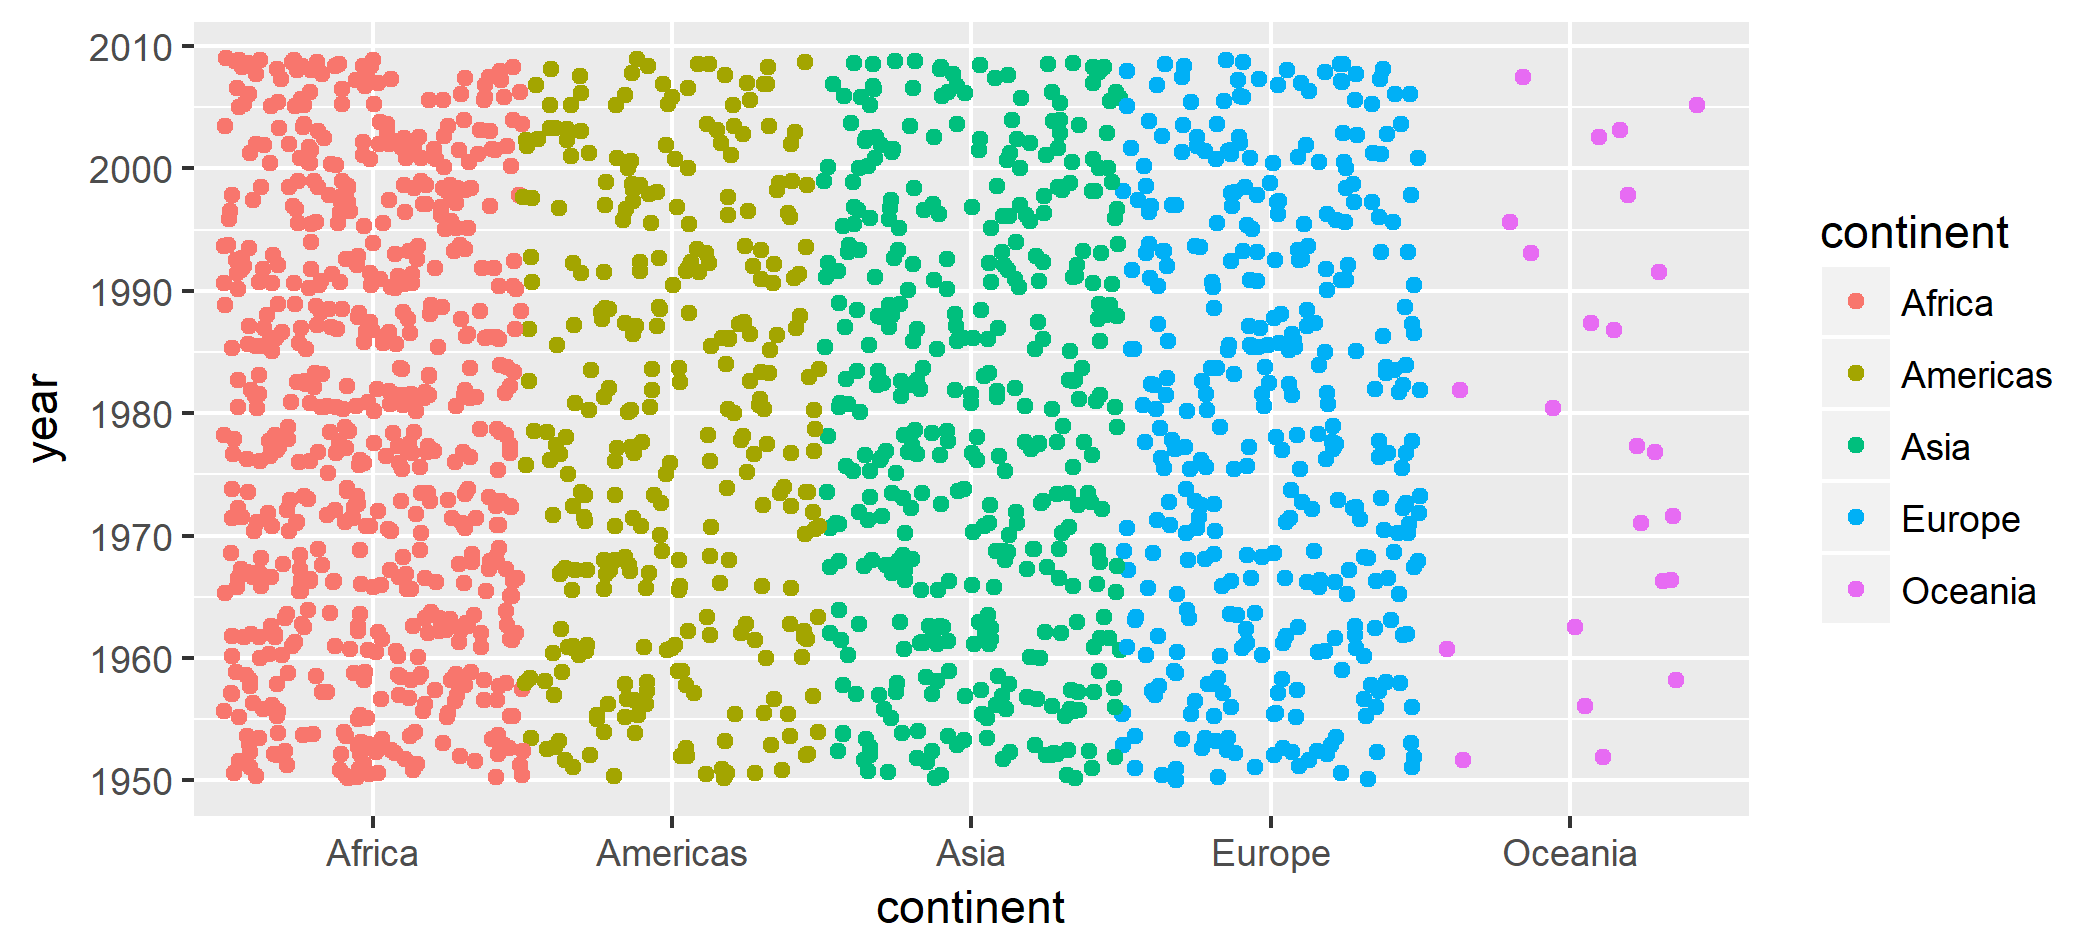 year
2010
2000
1990
1980
1970
1960
1950
Africa Americas Asia Europe Oceania
continent
continent
Africa
Americas
Asia
Europe
Oceania